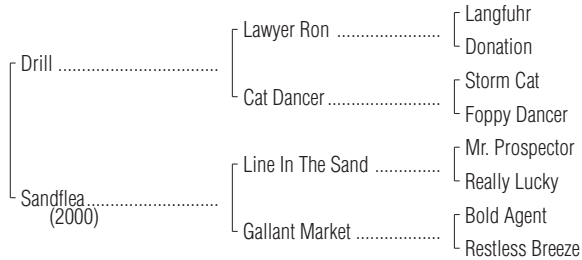 Langfuhr
Lawyer Ron ....................
Donation
Drill ................................
Storm Cat
Cat Dancer ......................
Foppy Dancer
Mr. Prospector
Line In The Sand .............
Really Lucky
Sandflea..........................
(2000)
Bold Agent
Gallant Market .................
Restless Breeze